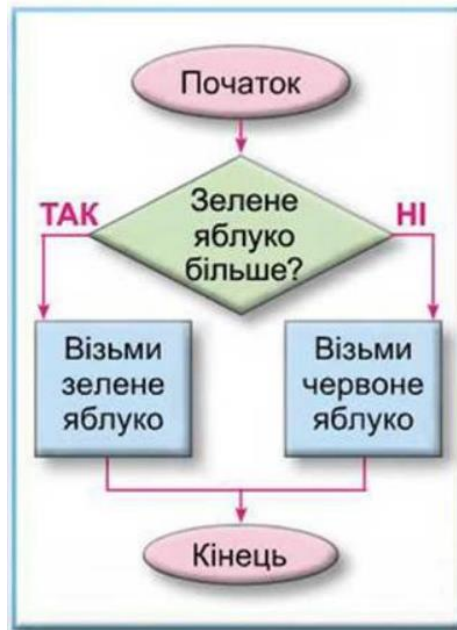 Початок
Зелене
яблуко
більше?
ТАК
НІ
Візьми
зелене
яблуко
Візьми
червоне
яблуко
Кінець